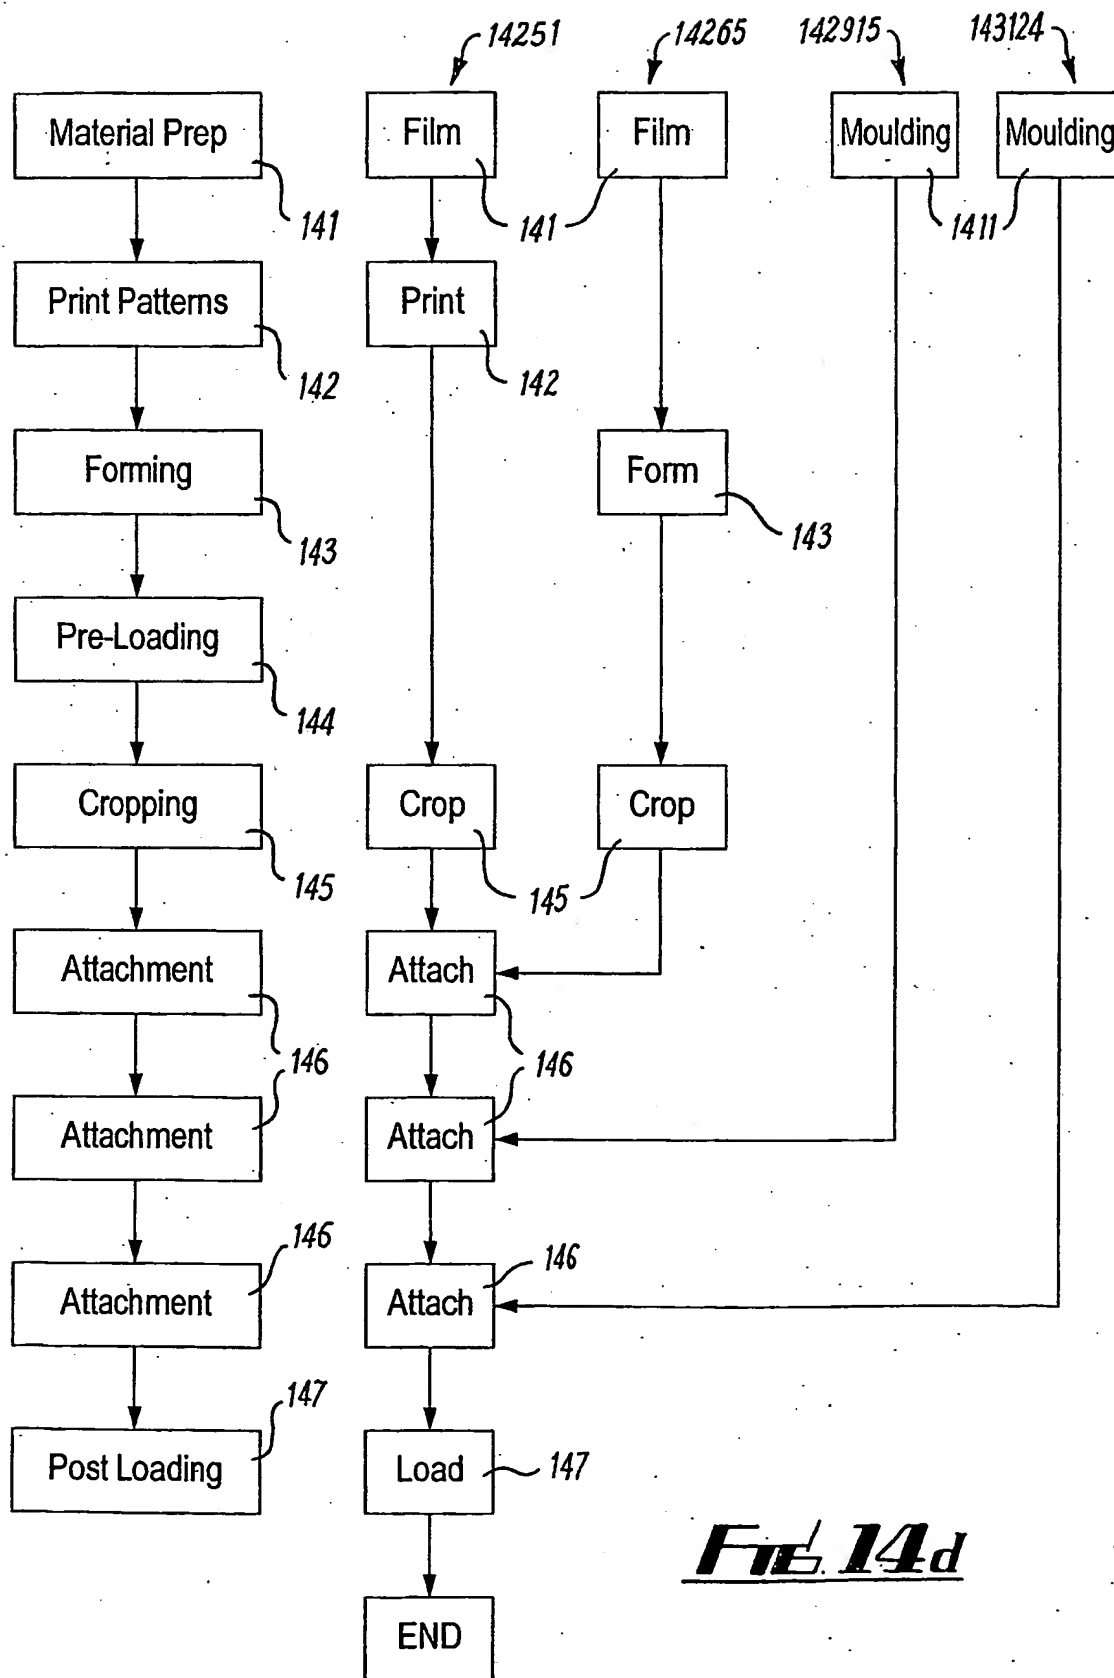 14251 14265 142915 143124
Material Prep Film Film Moulding Moulding
141 141 1411
Print Patterns Print
142 142
Forming Form
143 143
Pre-Loading
144
Cropping Crop Crop
145 145
Attachment Attach
146 146
Attachment Attach
146 146
Attachment Attach
147
Post Loading Load 147
FIG. 14d
END